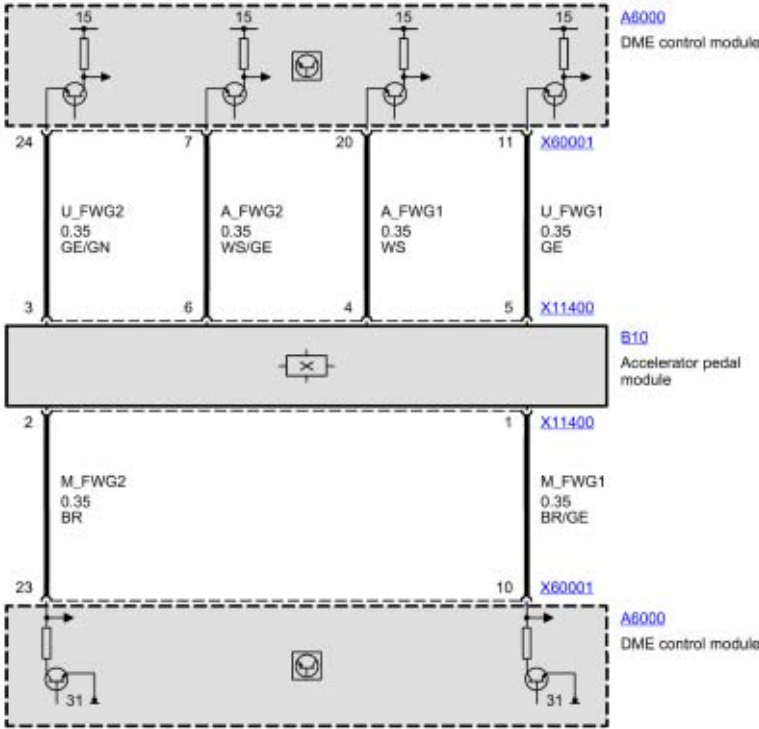 15 15 15 15 A6000
DME control module
24 7 20 11 X60001
U_FWG2 A_FWG2 A_FWG1 U_FWG1
0.35 0.35 0.35 0.35
GE/GN WS/GE WS GE
3 6 4 5 X11400
B10
Accelerator pedal
module
2 1 X11400
M_FWG2 M_FWG1
0.35 0.35
BR BR/GE
23 10 X60001
A6000
DME control module
31 31